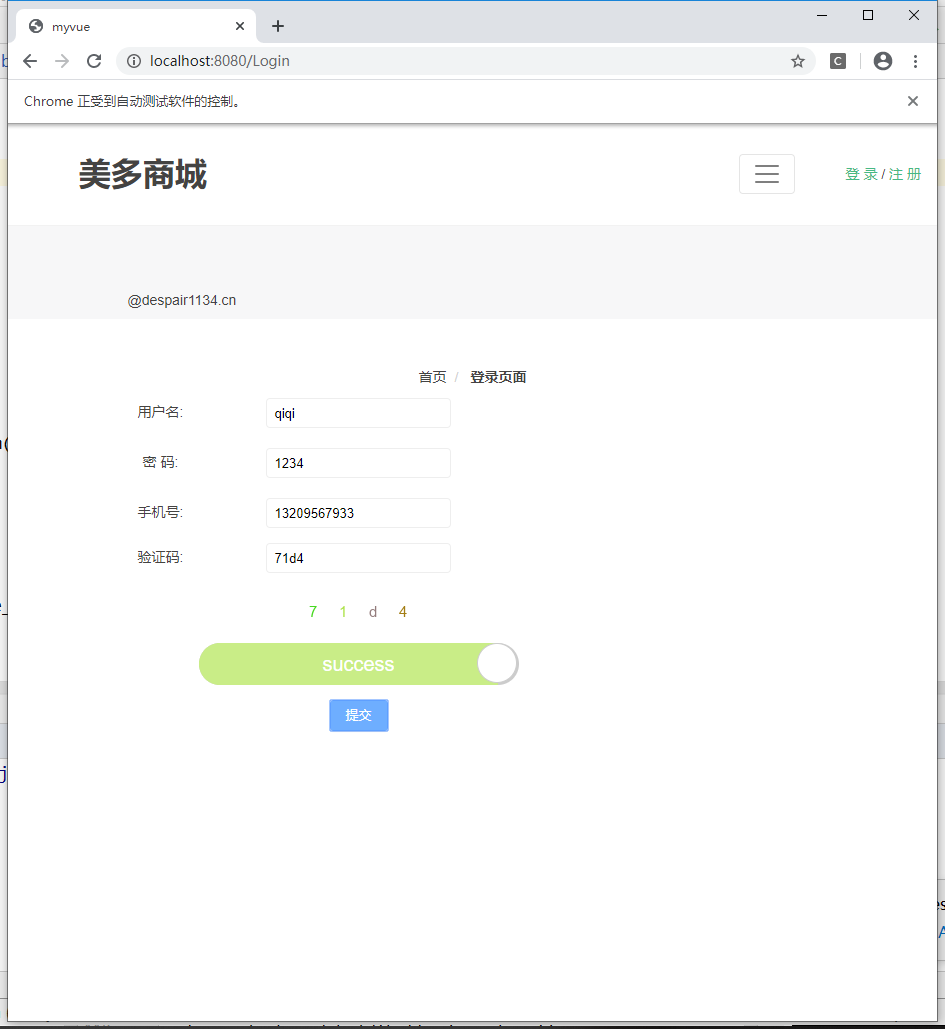 myvue
localhost:8080/Login
C
Chrome 正受到自动测试软件的控制。
美多商城
登 录 / 注 册
@despair1134.cn
首页 / 登录页面
用户名: qiqi
密 码: 1234
手机号: 13209567933
验证码: 71d4
7 1 d 4
success
提交